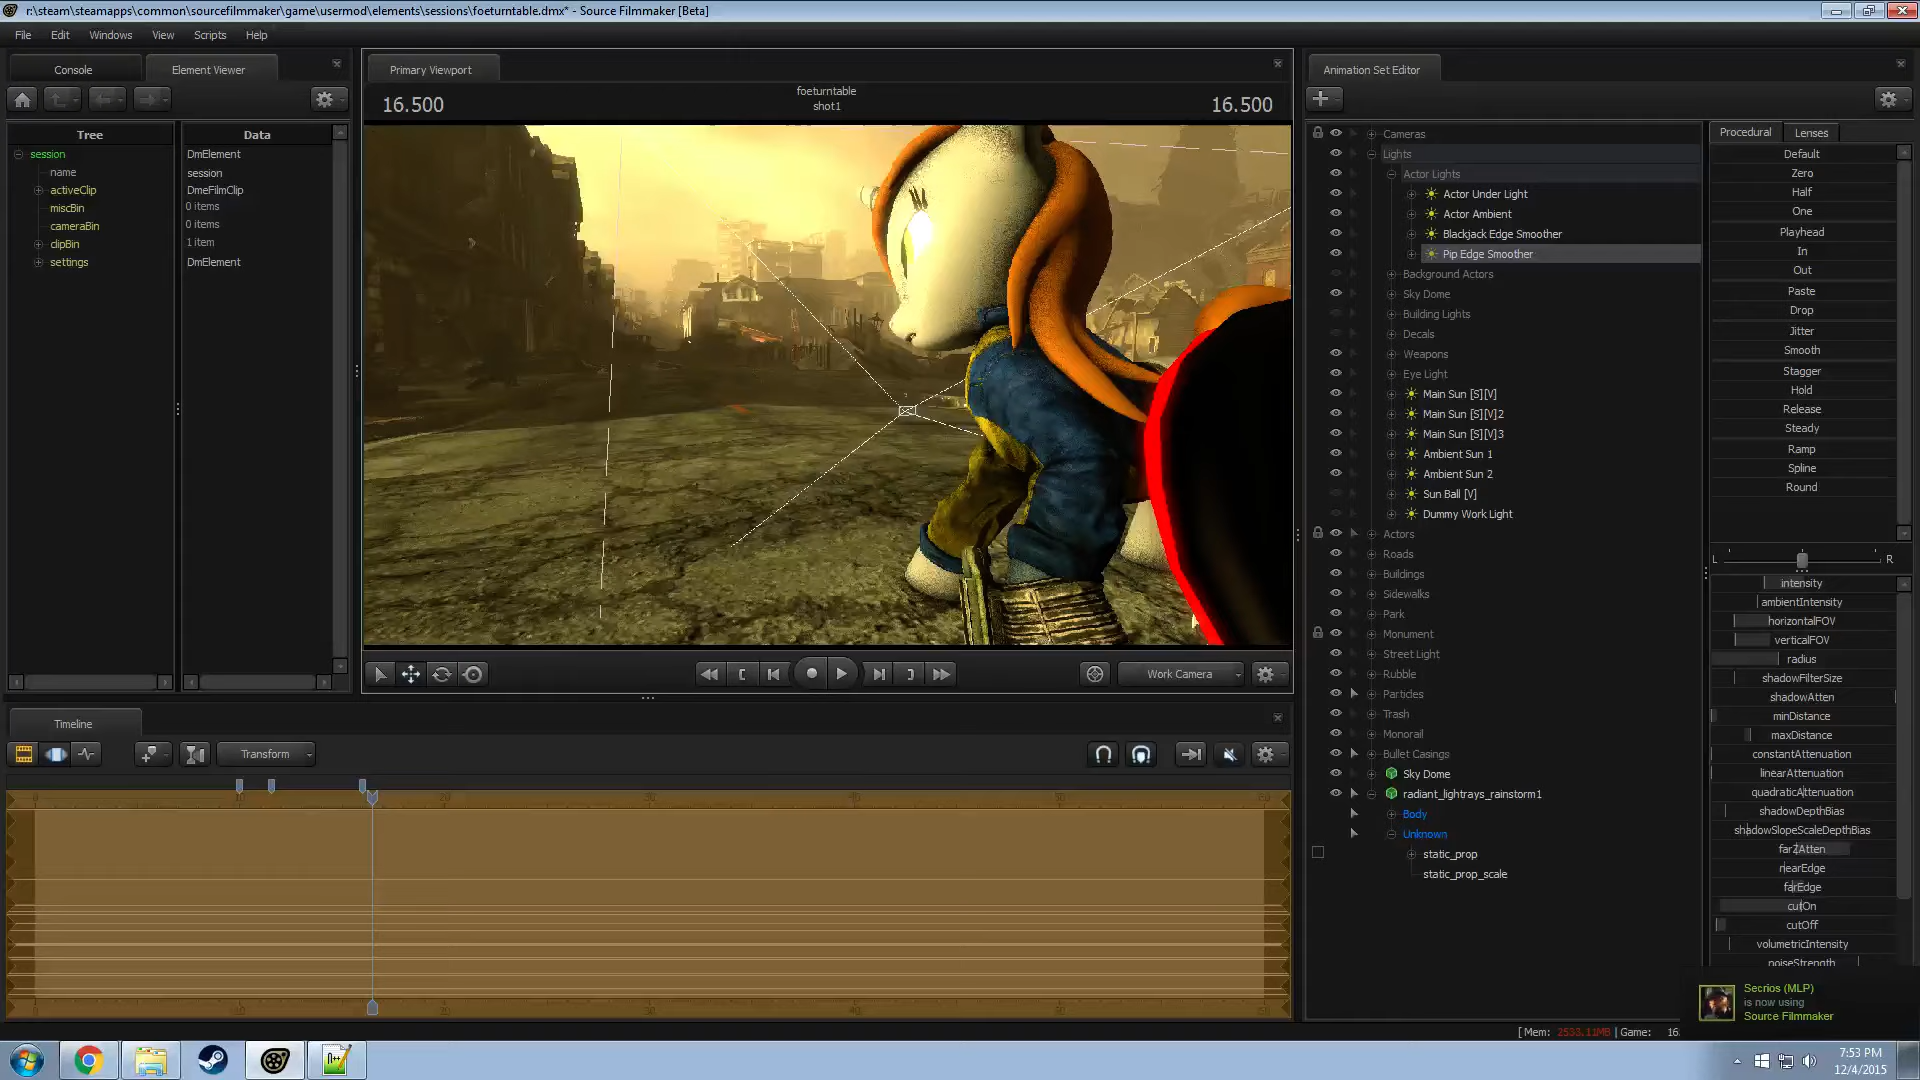 r:\steam\steamapps\common\sourcefilmmaker\game\usermod\elements\sessions\foeturntable.dmx* - Source Filmmaker [Beta]
File Edit Windows View Scripts Help
Console
Element Viewer
Tree
Data
session
DmElement
name
session
activeClip
DmeFilmClip
miscBin
0 items
cameraBin
0 items
clipBin
1 item
settings
DmElement
Primary Viewport
16.500
foeturntable
shot1
16.500
Work Camera
Timeline
Transform
Animation Set Editor
Cameras
Lights
Actor Lights
Actor Under Light
Actor Ambient
Blackjack Edge Smoother
Pip Edge Smoother
Background Actors
Sky Dome
Building Lights
Decals
Weapons
Eye Light
Main Sun [S][V]
Main Sun [S][V]2
Main Sun [S][V]3
Ambient Sun 1
Ambient Sun 2
Sun Ball [V]
Dummy Work Light
Actors
Roads
Buildings
Sidewalks
Park
Monument
Street Light
Rubble
Particles
Trash
Monorail
Bullet Casings
Sky Dome
radiant_lightrays_rainstorm1
Body
Unknown
static_prop
static_prop_scale
Procedural
Lenses
Default
Zero
Half
One
Playhead
In
Out
Paste
Drop
Jitter
Smooth
Stagger
Hold
Release
Steady
Ramp
Spline
Round
L
R
intensity
ambientIntensity
horizontalFOV
verticalFOV
radius
shadowFilterSize
shadowAtten
minDistance
maxDistance
constantAttenuation
linearAttenuation
quadraticAttenuation
shadowDepthBias
shadowSlopeScaleDepthBias
farZAtten
nearEdge
farEdge
cutOn
cutOff
volumetricIntensity
noiseStrength
Secrios (MLP)
is now using
Source Filmmaker
[ Mem: 2533.11MB | Game: 16
7:53 PM
12/4/2015